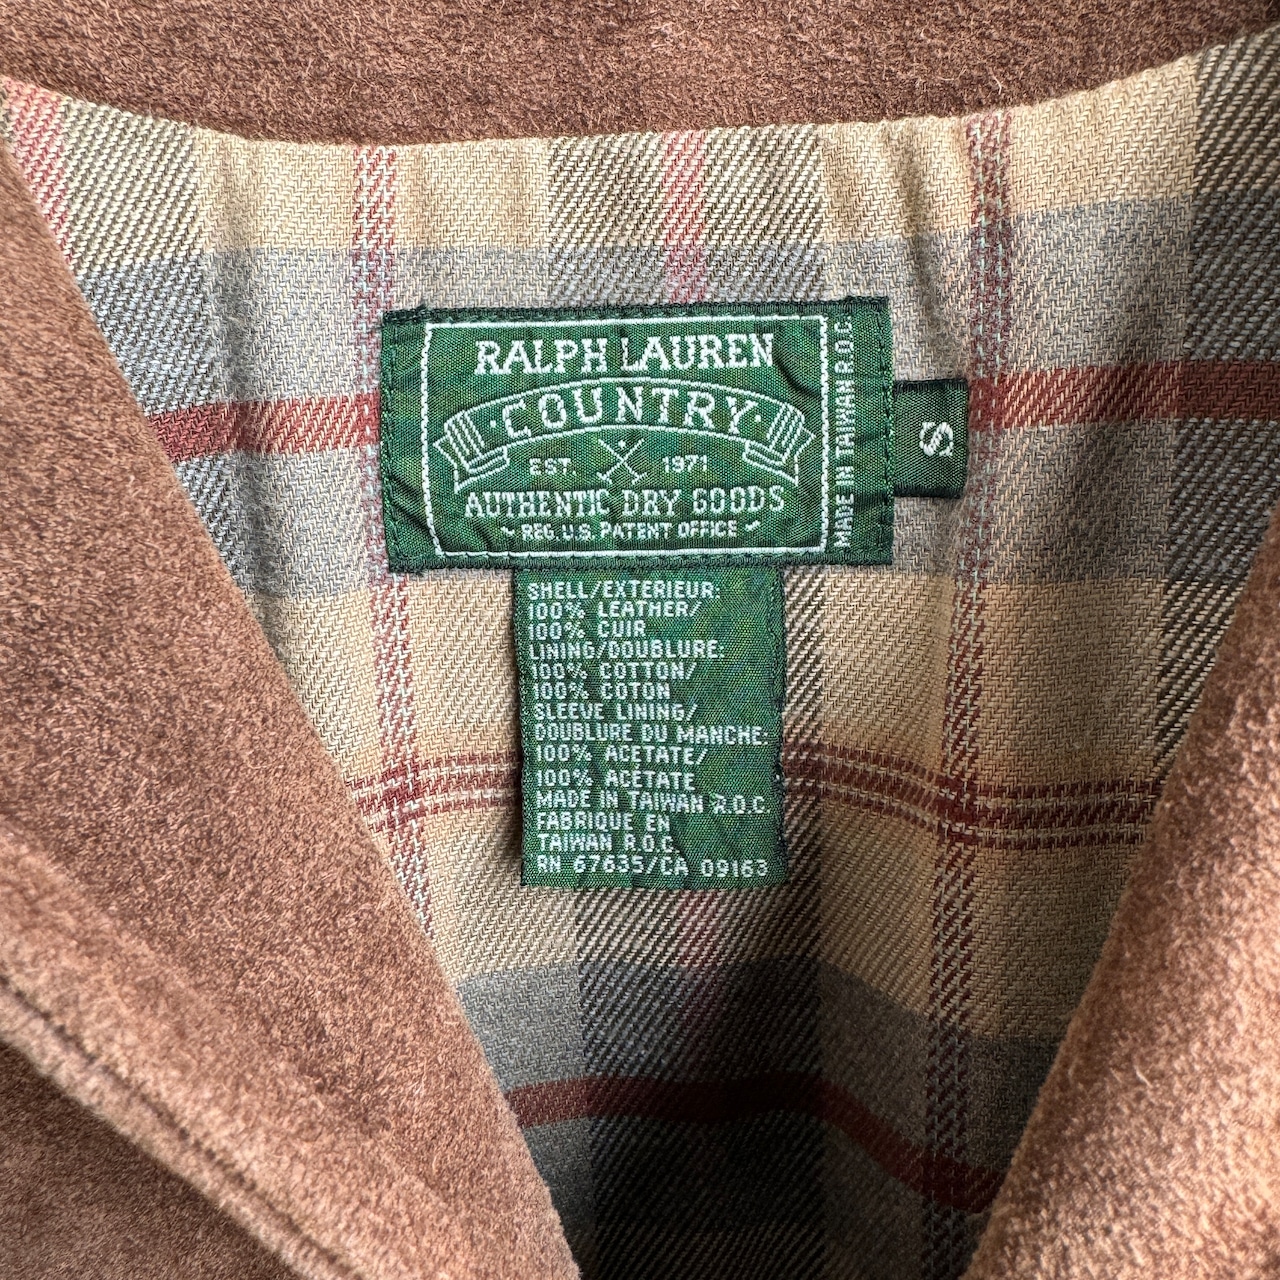 RALPH LAUREN
·COUNTRY·
EST. 1971
AUTHENTIC DRY GOODS
~ REG. U.S. PATENT OFFICE ~
MADE IN TAIWAN R.O.C.
S
SHELL/EXTERIEUR:
100% LEATHER/
100% CUIR
LINING/DOUBLURE:
100% COTTON/
100% COTON
SLEEVE LINING/
DOUBLURE DU MANCHE:
100% ACETATE/
100% ACÉTATE
MADE IN TAIWAN R.O.C
FABRIQUE EN
TAIWAN R.O.C.
RN 67635/CA 09163